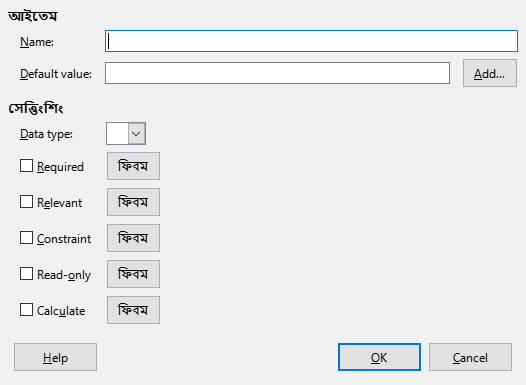 আইতেম
Name:
Default value:
Add...
সেত্তিংশিং
Data type:
Required ফিবম
Relevant ফিবম
Constraint ফিবম
Read-only ফিবম
Calculate ফিবম
Help OK Cancel